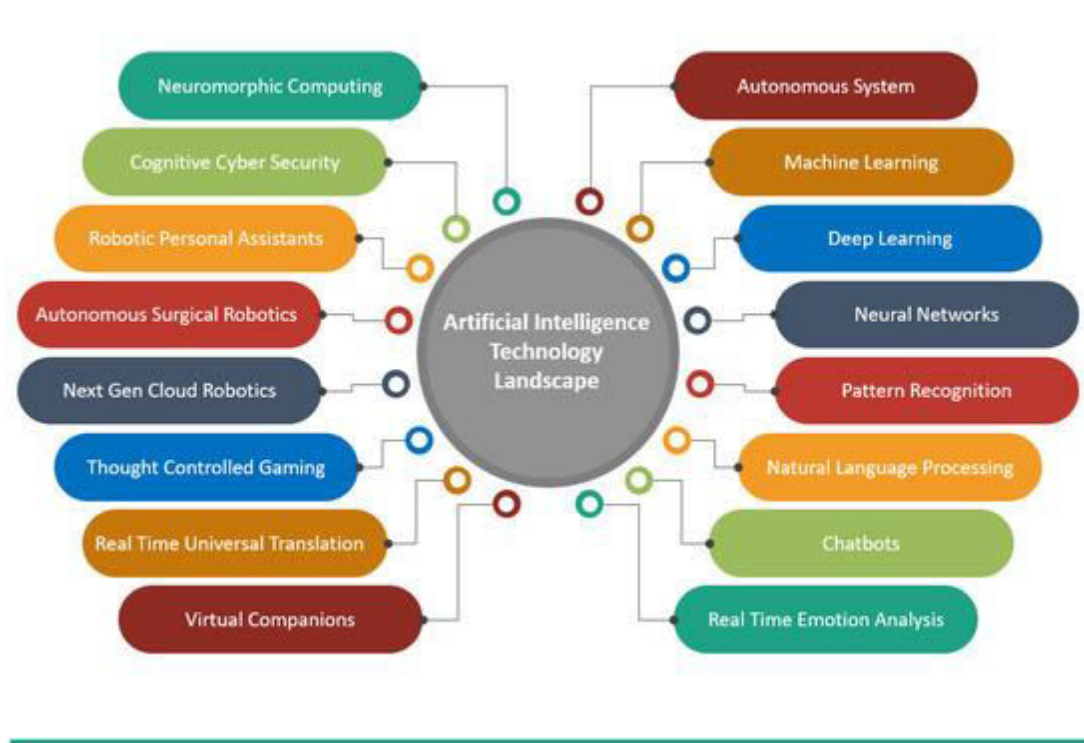 Neuromorphic Computing
Cognitive Cyber Security
Robotic Personal Assistants
Autonomous Surgical Robotics
Next Gen Cloud Robotics
Thought Controlled Gaming
Real Time Universal Translation
Virtual Companions
Artificial Intelligence
Technology
Landscape
Autonomous System
Machine Learning
Deep Learning
Neural Networks
Pattern Recognition
Natural Language Processing
Chatbots
Real Time Emotion Analysis